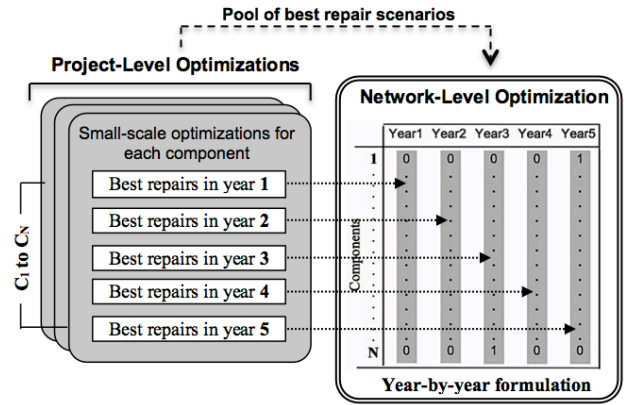 Pool of best repair scenarios
Project-Level Optimizations
Small-scale optimizations for
each component
Best repairs in year 1
Best repairs in year 2
Best repairs in year 3
Best repairs in year 4
Best repairs in year 5
C1 to CN
Network-Level Optimization
Year1 Year2 Year3 Year4 Year5
1 0 0 0 0 1
Components
N 0 0 1 0 0
Year-by-year formulation